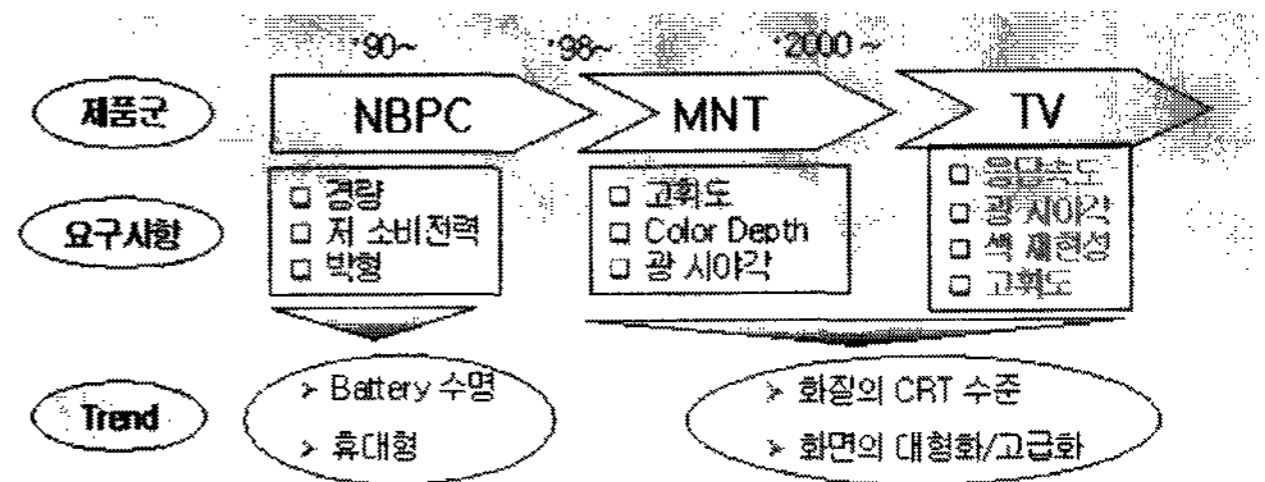 '90~ '98~ '2000~
제품군 NBPC MNT TV
요구사항
□ 경량
□ 저 소비전력
□ 박형
□ 고휘도
□ Color Depth
□ 광 시야각
□ 응답속도
□ 광 시야각
□ 색 재현성
□ 고휘도
Trend
➢ Battery 수명
➢ 휴대형
➢ 화질의 CRT 수준
➢ 화면의 대형화/고급화